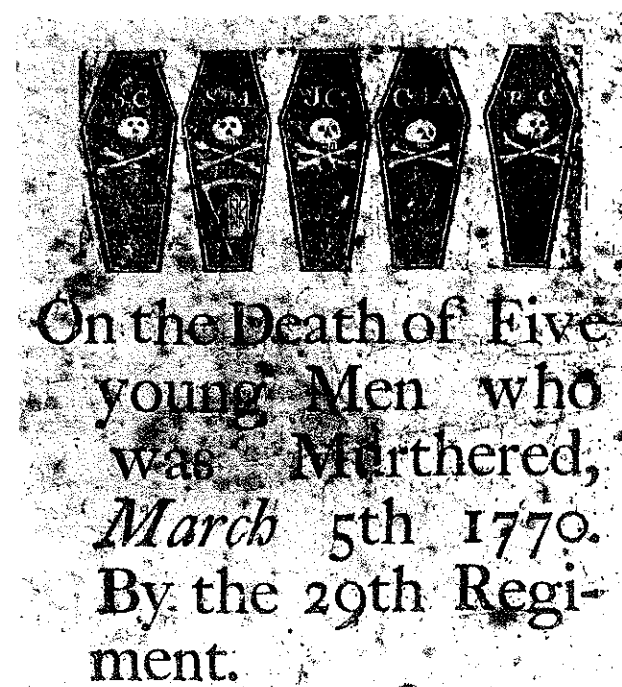 S.G. S.M. J.C. C.A. P.C.
On the Death of Five
young Men who
was Murthered,
March 5th 1770.
By the 29th Regi-
ment.